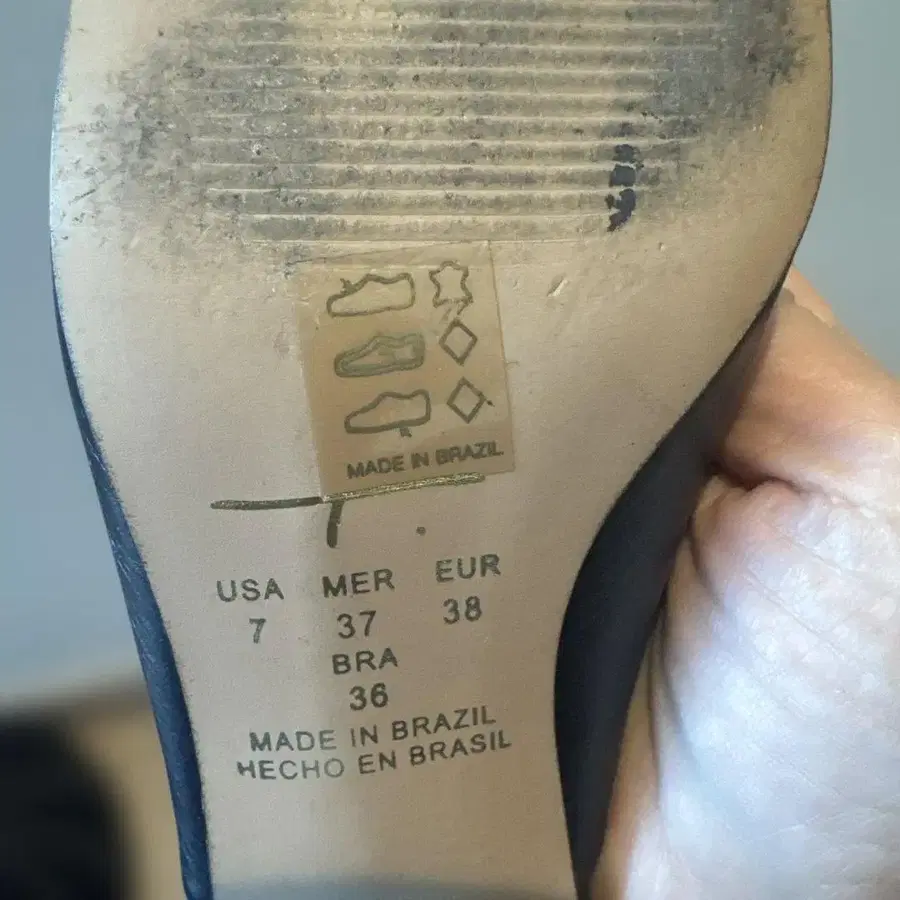 MADE IN BRAZIL
USA MER EUR
7 37 38
BRA
36
MADE IN BRAZIL
HECHO EN BRASIL